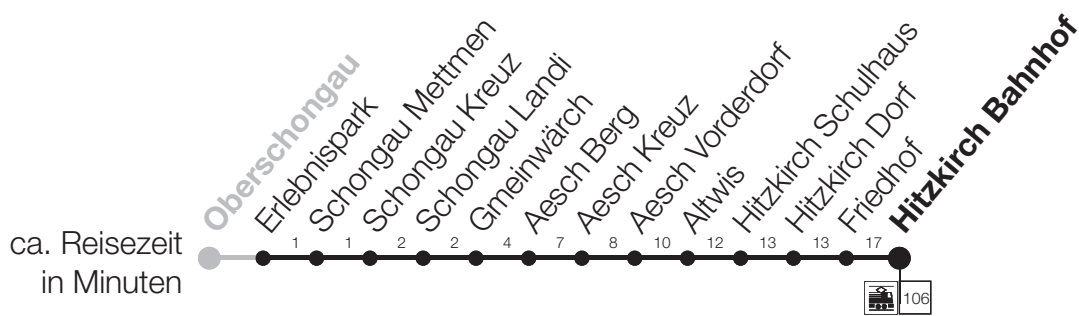 Oberschongau
Erlebnispark
Schongau Mettmen
Schongau Kreuz
Schongau Landi
Gmeinwärch
Aesch Berg
Aesch Kreuz
Aesch Vorderdorf
Altwis
Hitzkirch Schulhaus
Hitzkirch Dorf
Friedhof
Hitzkirch Bahnhof
ca. Reisezeit
in Minuten
1 1 2 2 4 7 8 10 12 13 13 17
106